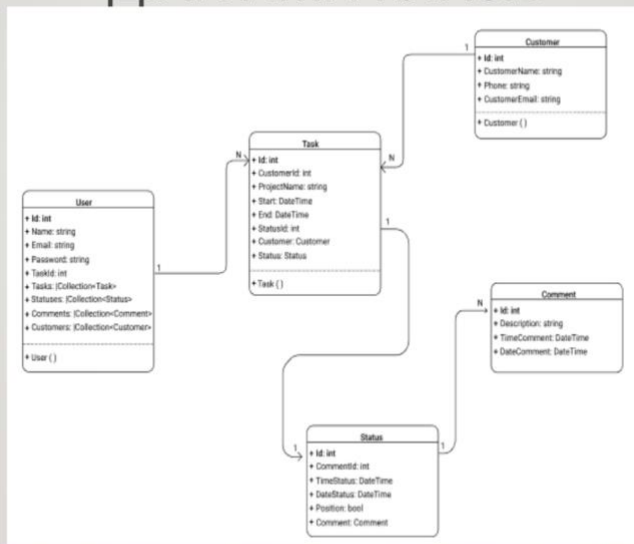 1
Customer
+ Id: int
+ CustomerName: string
+ Phone: string
+ CustomerEmail: string
+ Customer ( )
N
N
Task
+ Id: int
+ CustomerId: int
+ ProjectName: string
+ Start: DateTime
+ End: DateTime
+ StatusId: int
+ Customer: Customer
+ Status: Status
+ Task ( )
1
User
+ Id: int
+ Name: string
+ Email: string
+ Password: string
+ TaskId: int
+ Tasks: ICollection<Task>
+ Statuses: ICollection<Status>
+ Comments: ICollection<Comment>
+ Customers: ICollection<Customer>
+ User ( )
1
N
Comment
+ Id: int
+ Description: string
+ TimeComment: DateTime
+ DateComment: DateTime
1
1
Status
+ Id: int
+ CommentId: int
+ TimeStatus: DateTime
+ DateStatus: DateTime
+ Position: bool
+ Comment: Comment